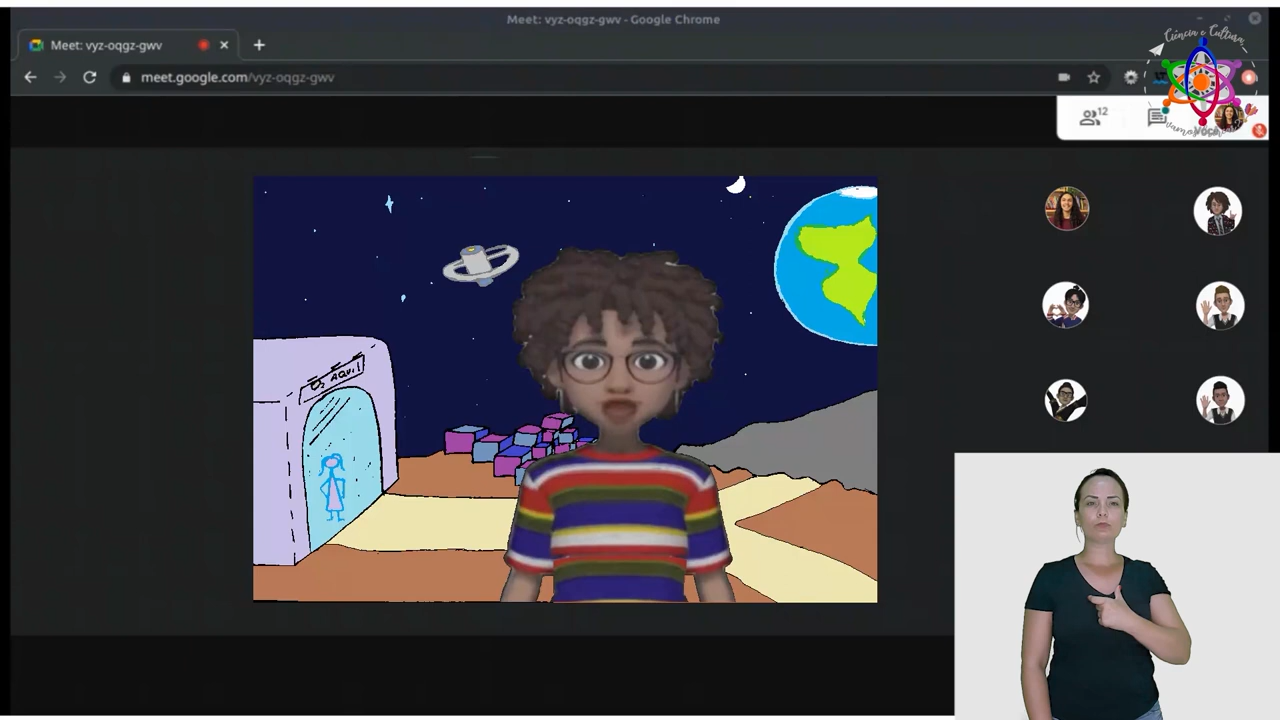 Meet: vyz-oqgz-gwv - Google Chrome
Meet: vyz-oqgz-gwv
meet.google.com/vyz-oqgz-gwv
Ciência e Cultura
12
Você
AQUI